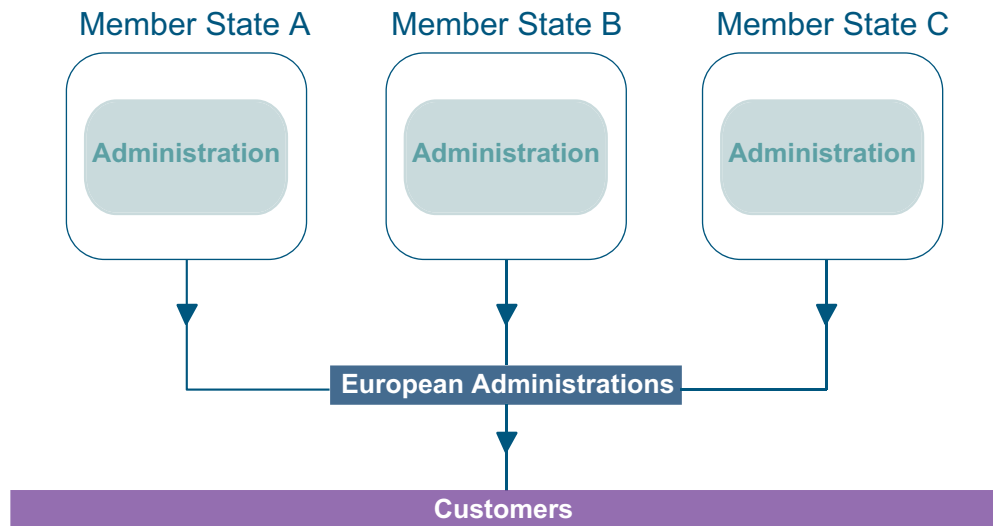 Member State A
Member State B
Member State C
Administration
Administration
Administration
European Administrations
Customers